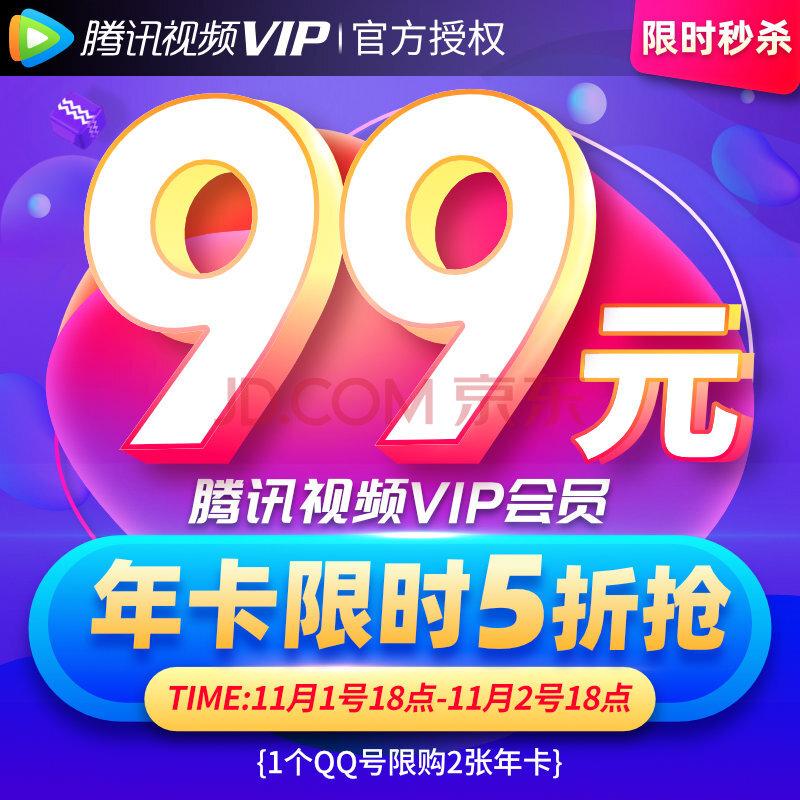 腾讯视频VIP | 官方授权
限时秒杀
99元
JD.COM 京东
腾讯视频VIP会员
年卡限时5折抢
TIME:11月1号18点-11月2号18点
{1个QQ号限购2张年卡}